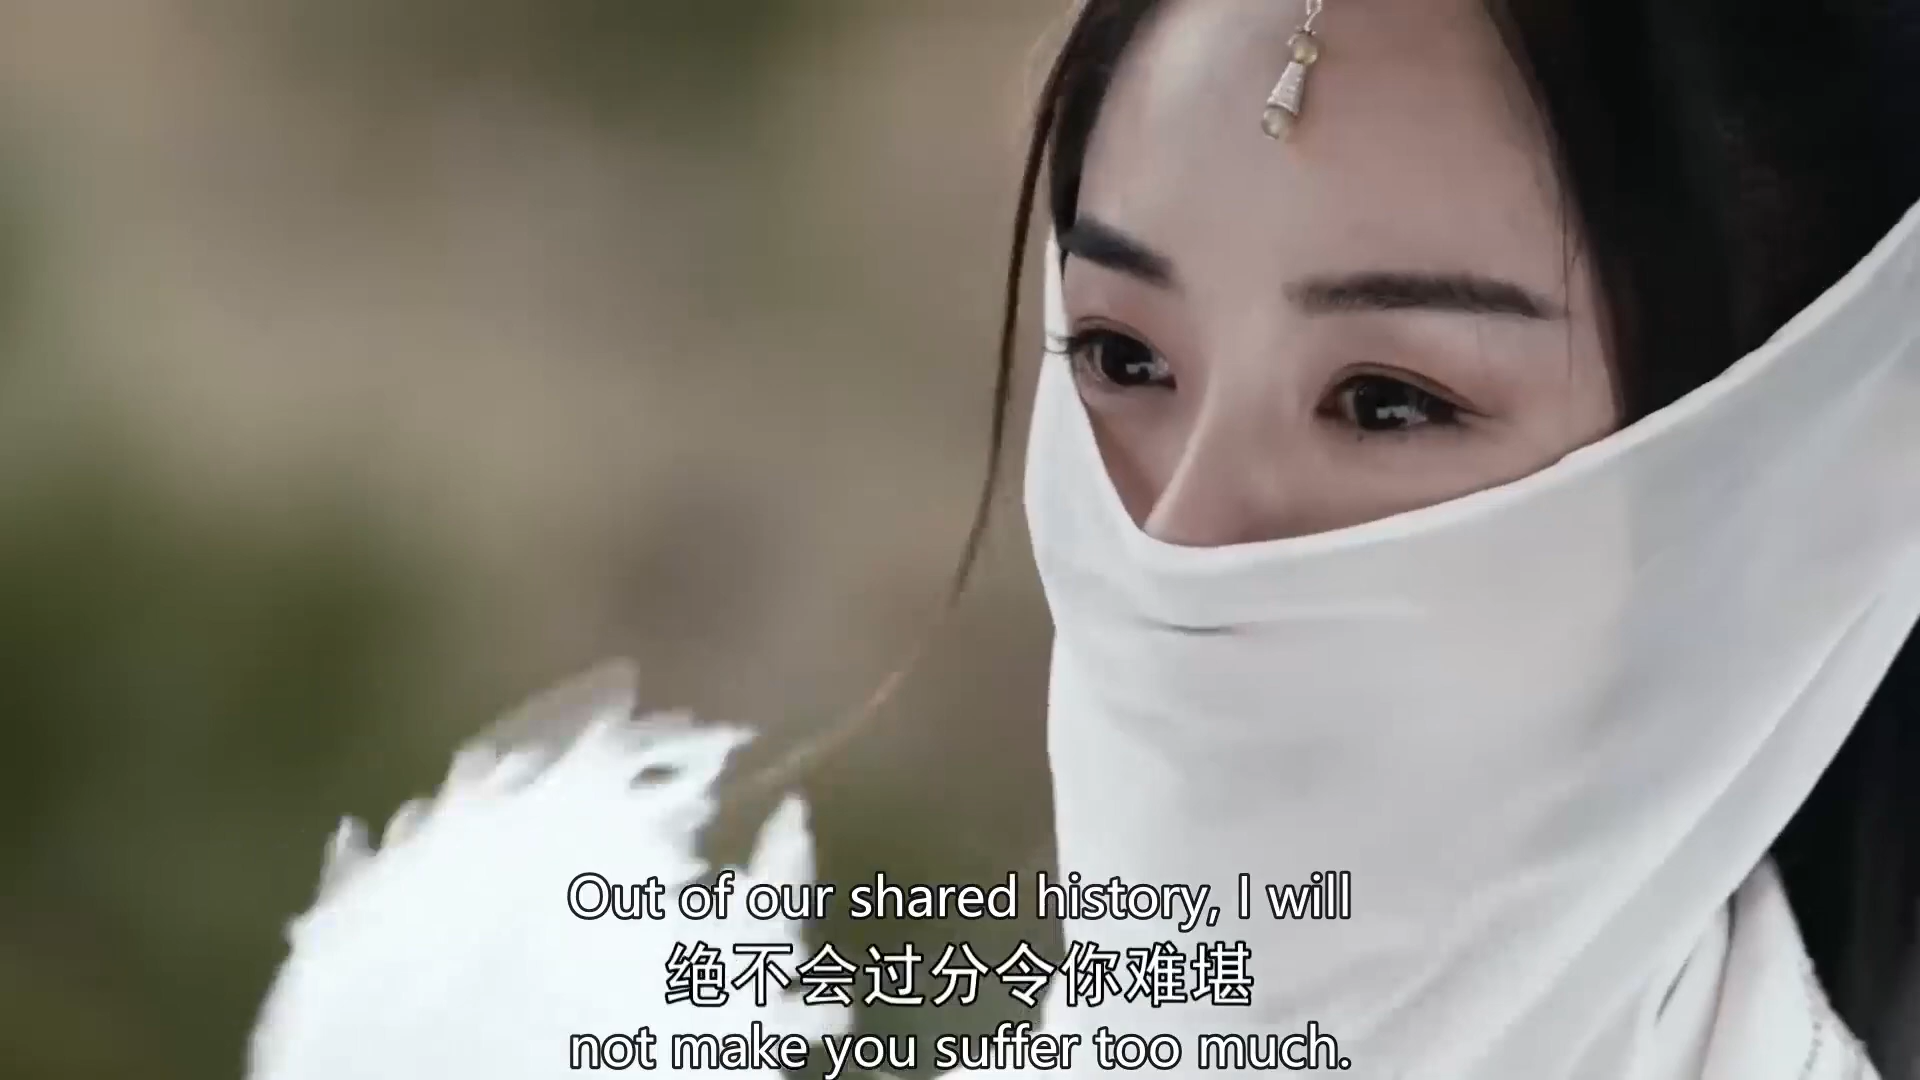 Out of our shared history, I will
绝不会过分令你难堪
not make you suffer too much.